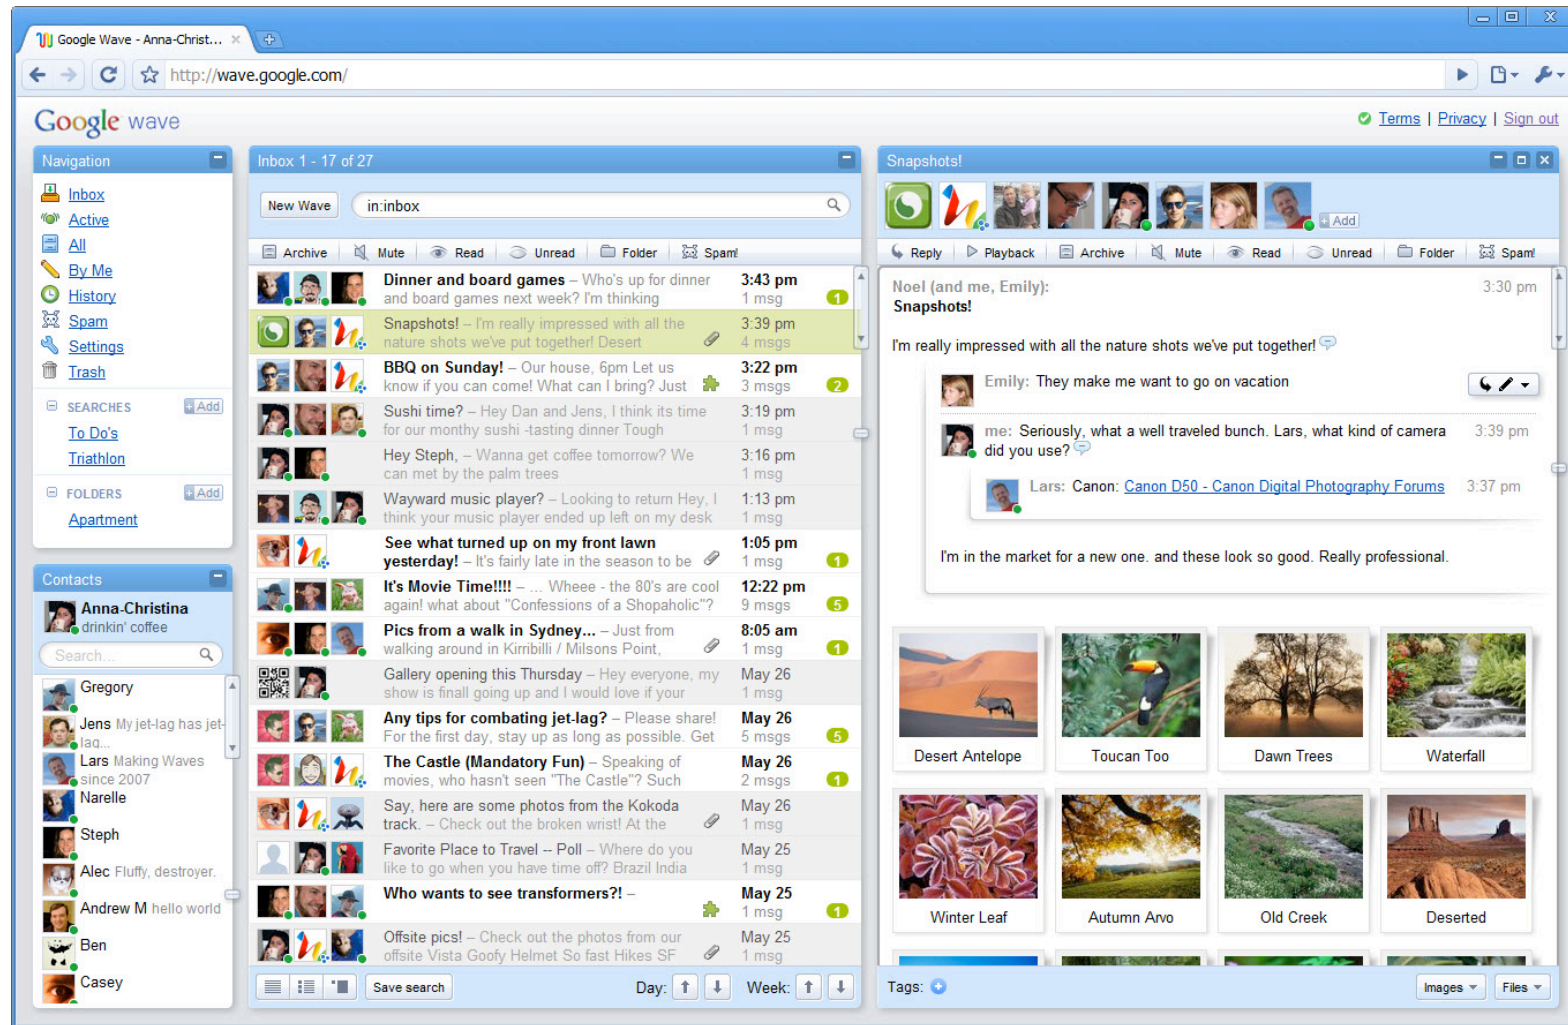 Google Wave - Anna-Christ...
http://wave.google.com/
Google wave
Terms | Privacy | Sign out
Navigation
Inbox
Active
All
By Me
History
Spam
Settings
Trash
SEARCHES
Add
To Do's
Triathlon
FOLDERS
Add
Apartment
Contacts
Anna-Christina
drinkin' coffee
Search...
Gregory
Jens My jet-lag has jet-
lag...
Lars Making Waves
since 2007
Narelle
Steph
Alec Fluffy, destroyer.
Andrew M hello world
Ben
Casey
Inbox 1 - 17 of 27
New Wave in:inbox
Archive Mute Read Unread Folder Spam!
Dinner and board games – Who's up for dinner 3:43 pm
and board games next week? I'm thinking 1 msg 1
Snapshots! – I'm really impressed with all the 3:39 pm
nature shots we've put together! Desert 4 msgs
BBQ on Sunday! – Our house, 6pm Let us 3:22 pm
know if you can come! What can I bring? Just 3 msgs 2
Sushi time? – Hey Dan and Jens, I think its time 3:19 pm
for our monthy sushi -tasting dinner Tough 1 msg
Hey Steph, – Wanna get coffee tomorrow? We 3:16 pm
can met by the palm trees 1 msg
Wayward music player? – Looking to return Hey, I 1:13 pm
think your music player ended up left on my desk 1 msg
See what turned up on my front lawn 1:05 pm
yesterday! – It's fairly late in the season to be 1 msg 1
It's Movie Time!!!! – ... Wheee - the 80's are cool 12:22 pm
again! what about "Confessions of a Shopaholic"? 9 msgs 5
Pics from a walk in Sydney... – Just from 8:05 am
walking around in Kirribilli / Milsons Point, 1 msg 1
Gallery opening this Thursday – Hey everyone, my May 26
show is finall going up and I would love if your 1 msg
Any tips for combating jet-lag? – Please share! May 26
For the first day, stay up as long as possible. Get 5 msgs 5
The Castle (Mandatory Fun) – Speaking of May 26
movies, who hasn't seen "The Castle"? Such 2 msgs 1
Say, here are some photos from the Kokoda May 26
track. – Check out the broken wrist! At the 1 msg
Favorite Place to Travel -- Poll – Where do you May 25
like to go when you have time off? Brazil India 1 msg
Who wants to see transformers?! – May 25
1 msg 1
Offsite pics! – Check out the photos from our May 25
offsite Vista Goofy Helmet So fast Hikes SF 1 msg
Save search Day: Week:
Snapshots!
Add
Reply Playback Archive Mute Read Unread Folder Spam!
Noel (and me, Emily): 3:30 pm
Snapshots!
I'm really impressed with all the nature shots we've put together!
Emily: They make me want to go on vacation
me: Seriously, what a well traveled bunch. Lars, what kind of camera 3:39 pm
did you use?
Lars: Canon: Canon D50 - Canon Digital Photography Forums 3:37 pm
I'm in the market for a new one. and these look so good. Really professional.
Desert Antelope Toucan Too Dawn Trees Waterfall
Winter Leaf Autumn Arvo Old Creek Deserted
Tags: Images Files